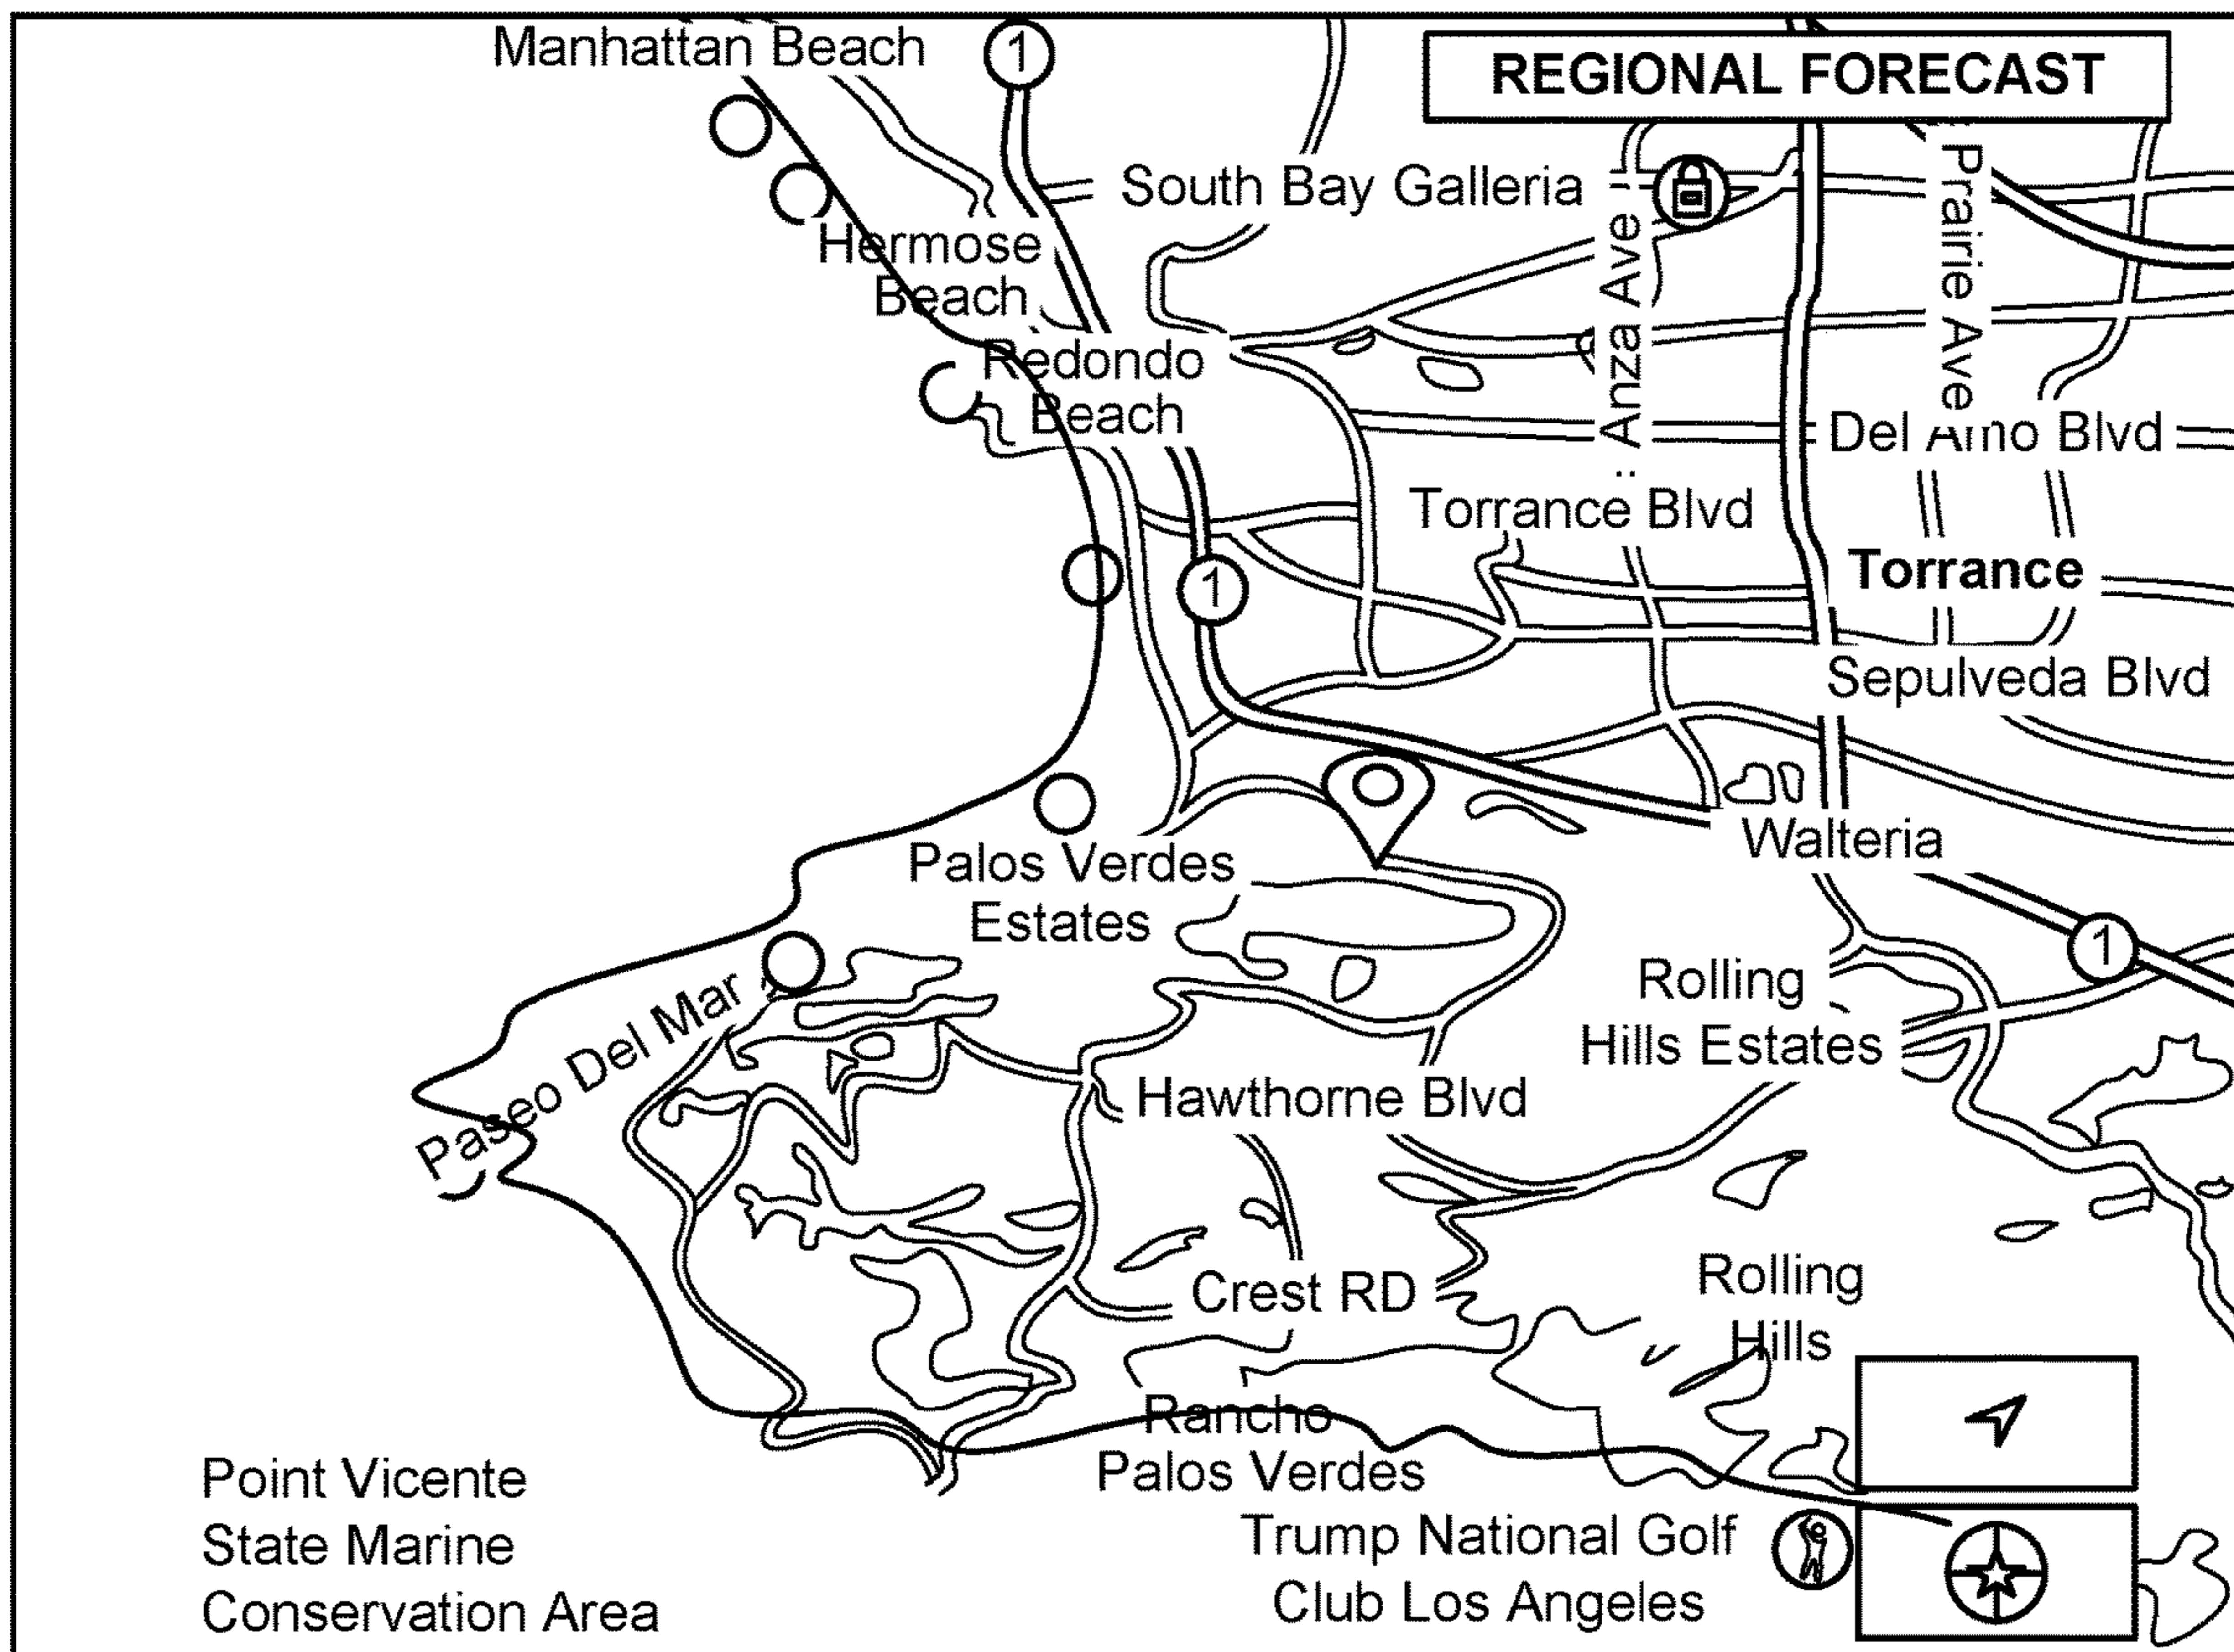 Manhattan Beach
1
REGIONAL FORECAST
South Bay Galleria
Anza Ave
Prairie Ave
Hermose
Beach
Redondo
Beach
Del Amo Blvd
Torrance Blvd
Torrance
1
Sepulveda Blvd
Walteria
Palos Verdes
Estates
1
Rolling
Hills Estates
Paseo Del Mar
Hawthorne Blvd
Crest RD
Rolling
Hills
Rancho
Palos Verdes
Point Vicente
State Marine
Conservation Area
Trump National Golf
Club Los Angeles